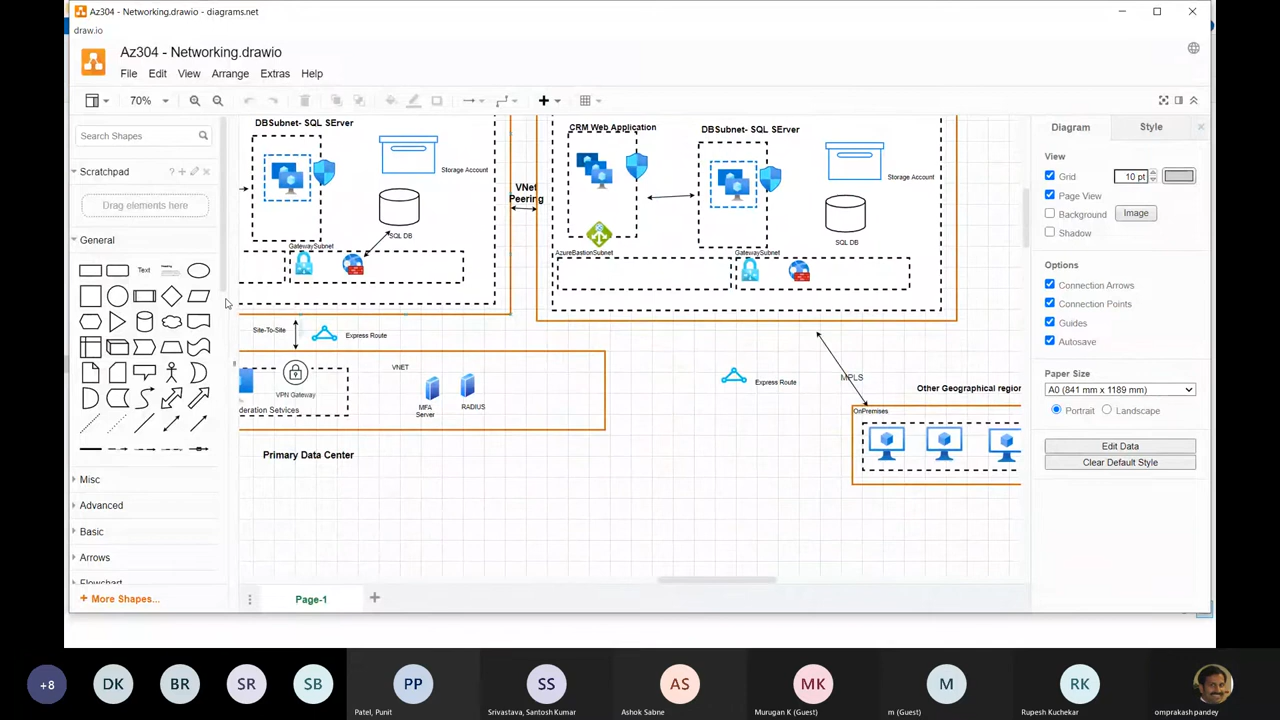 Az304 - Networking.drawio - diagrams.net
draw.io
Az304 - Networking.drawio
File Edit View Arrange Extras Help
70%
Search Shapes
Scratchpad
Drag elements here
General
Text
Misc
Advanced
Basic
Arrows
Flowchart
+ More Shapes...
DBSubnet- SQL SErver
Storage Account
SQL DB
GatewaySubnet
VNet
Peering
CRM Web Application
DBSubnet- SQL SErver
Storage Account
SQL DB
AzureBastionSubnet
GatewaySubnet
Site-To-Site
Express Route
VNET
VPN Gateway
deration Services
MFA
Server
RADIUS
Primary Data Center
Express Route
MPLS
Other Geographical region
OnPremises
Page-1
Diagram Style
View
Grid 10 pt
Page View
Background Image
Shadow
Options
Connection Arrows
Connection Points
Guides
Autosave
Paper Size
A0 (841 mm x 1189 mm)
Portrait Landscape
Edit Data
Clear Default Style
+8 DK BR SR SB PP SS AS MK M RK
Patel, Punit
Srivastava, Santosh Kumar
Ashok Sabne
Murugan K (Guest)
m (Guest)
Rupesh Kuchekar
omprakash pandey